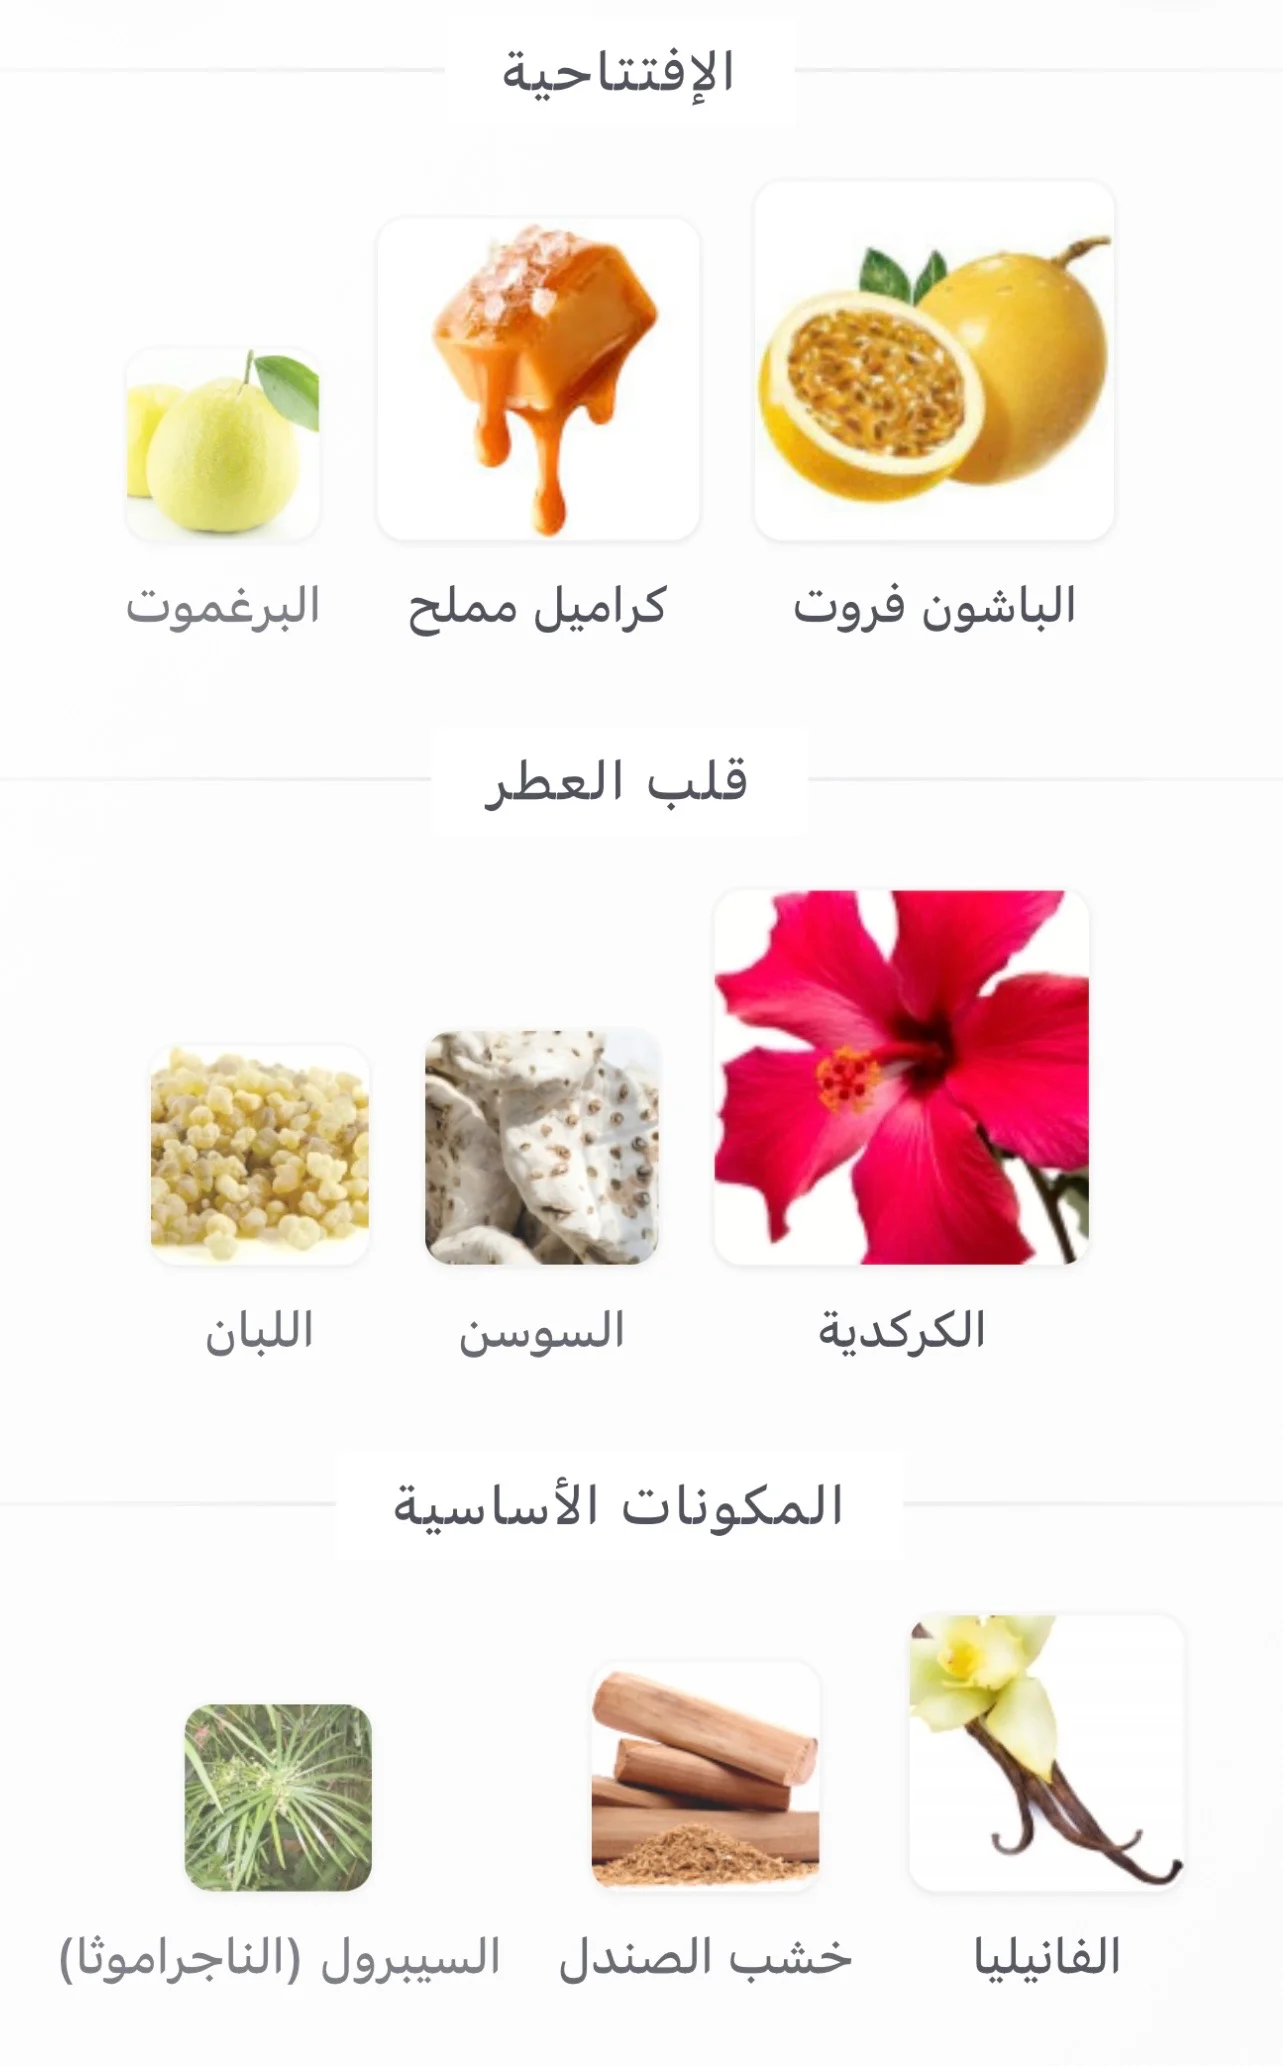 الإفتتاحية
الباشون فروت كراميل مملح البرغموت
قلب العطر
الكركدية السوسن اللبان
المكونات الأساسية
الفانيليا خشب الصندل السيبرول (الناجراموثا)